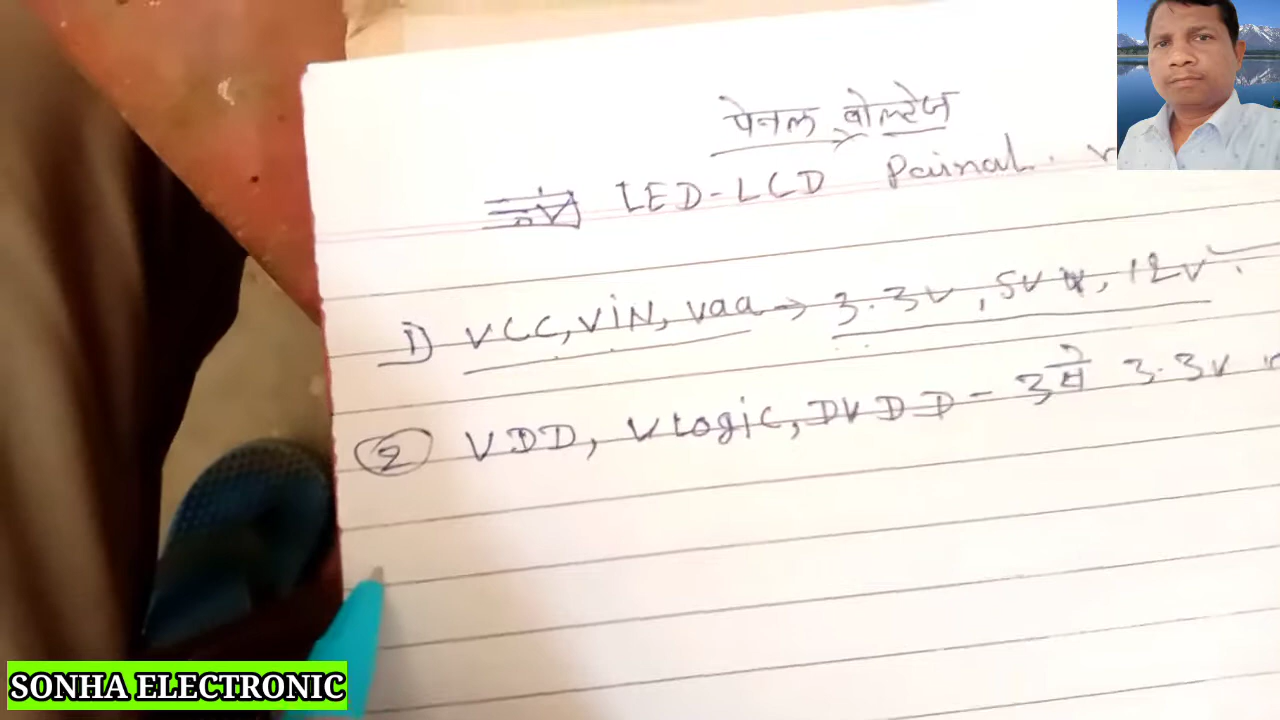 पेनल वोल्टेज
LED-LCD Painal.
1) VCC, VIN, Vaa → 3.3V, 5V, 12V.
② VDD, VLogic, DVDD - 3.3V
SONHA ELECTRONIC